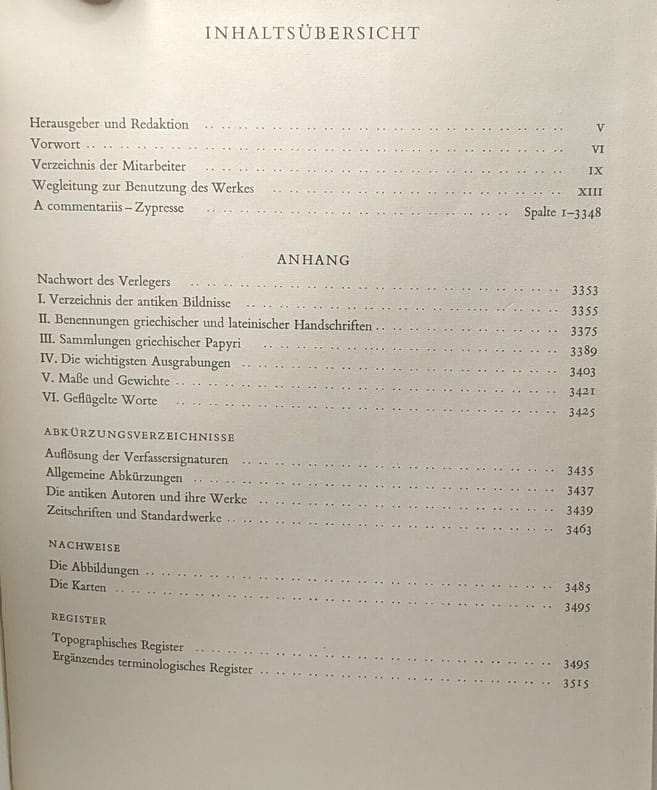 INHALTSÜBERSICHT
Herausgeber und Redaktion .. .. .. .. .. .. .. .. .. .. .. .. .. V
Vorwort .. .. .. .. .. .. .. .. .. .. .. .. .. .. .. .. .. VI
Verzeichnis der Mitarbeiter .. .. .. .. .. .. .. .. .. .. .. .. .. IX
Wegleitung zur Benutzung des Werkes .. .. .. .. .. .. .. .. .. .. XIII
A commentariis – Zypresse .. .. .. .. .. .. .. .. .. .. Spalte 1–3348
ANHANG
Nachwort des Verlegers .. .. .. .. .. .. .. .. .. .. .. .. .. 3353
I. Verzeichnis der antiken Bildnisse .. .. .. .. .. .. .. .. .. .. .. 3355
II. Benennungen griechischer und lateinischer Handschriften .. .. .. .. .. .. 3375
III. Sammlungen griechischer Papyri .. .. .. .. .. .. .. .. .. .. 3389
IV. Die wichtigsten Ausgrabungen .. .. .. .. .. .. .. .. .. .. .. 3403
V. Maße und Gewichte .. .. .. .. .. .. .. .. .. .. .. .. .. 3421
VI. Geflügelte Worte .. .. .. .. .. .. .. .. .. .. .. .. .. 3425
ABKÜRZUNGSVERZEICHNISSE
Auflösung der Verfassersignaturen .. .. .. .. .. .. .. .. .. .. .. 3435
Allgemeine Abkürzungen .. .. .. .. .. .. .. .. .. .. .. .. 3437
Die antiken Autoren und ihre Werke .. .. .. .. .. .. .. .. .. .. 3439
Zeitschriften und Standardwerke .. .. .. .. .. .. .. .. .. .. .. 3463
NACHWEISE
Die Abbildungen .. .. .. .. .. .. .. .. .. .. .. .. .. .. 3485
Die Karten .. .. .. .. .. .. .. .. .. .. .. .. .. .. .. 3495
REGISTER
Topographisches Register .. .. .. .. .. .. .. .. .. .. .. .. 3495
Ergänzendes terminologisches Register .. .. .. .. .. .. .. .. .. .. 3515